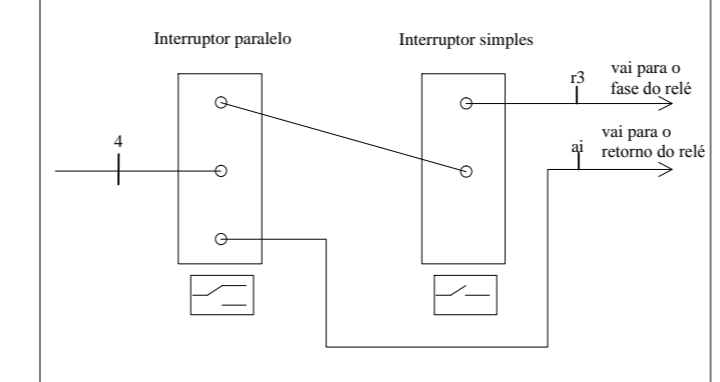 Interruptor paralelo
Interruptor simples
4
r3
vai para o
fase do relé
ai
vai para o
retorno do relé